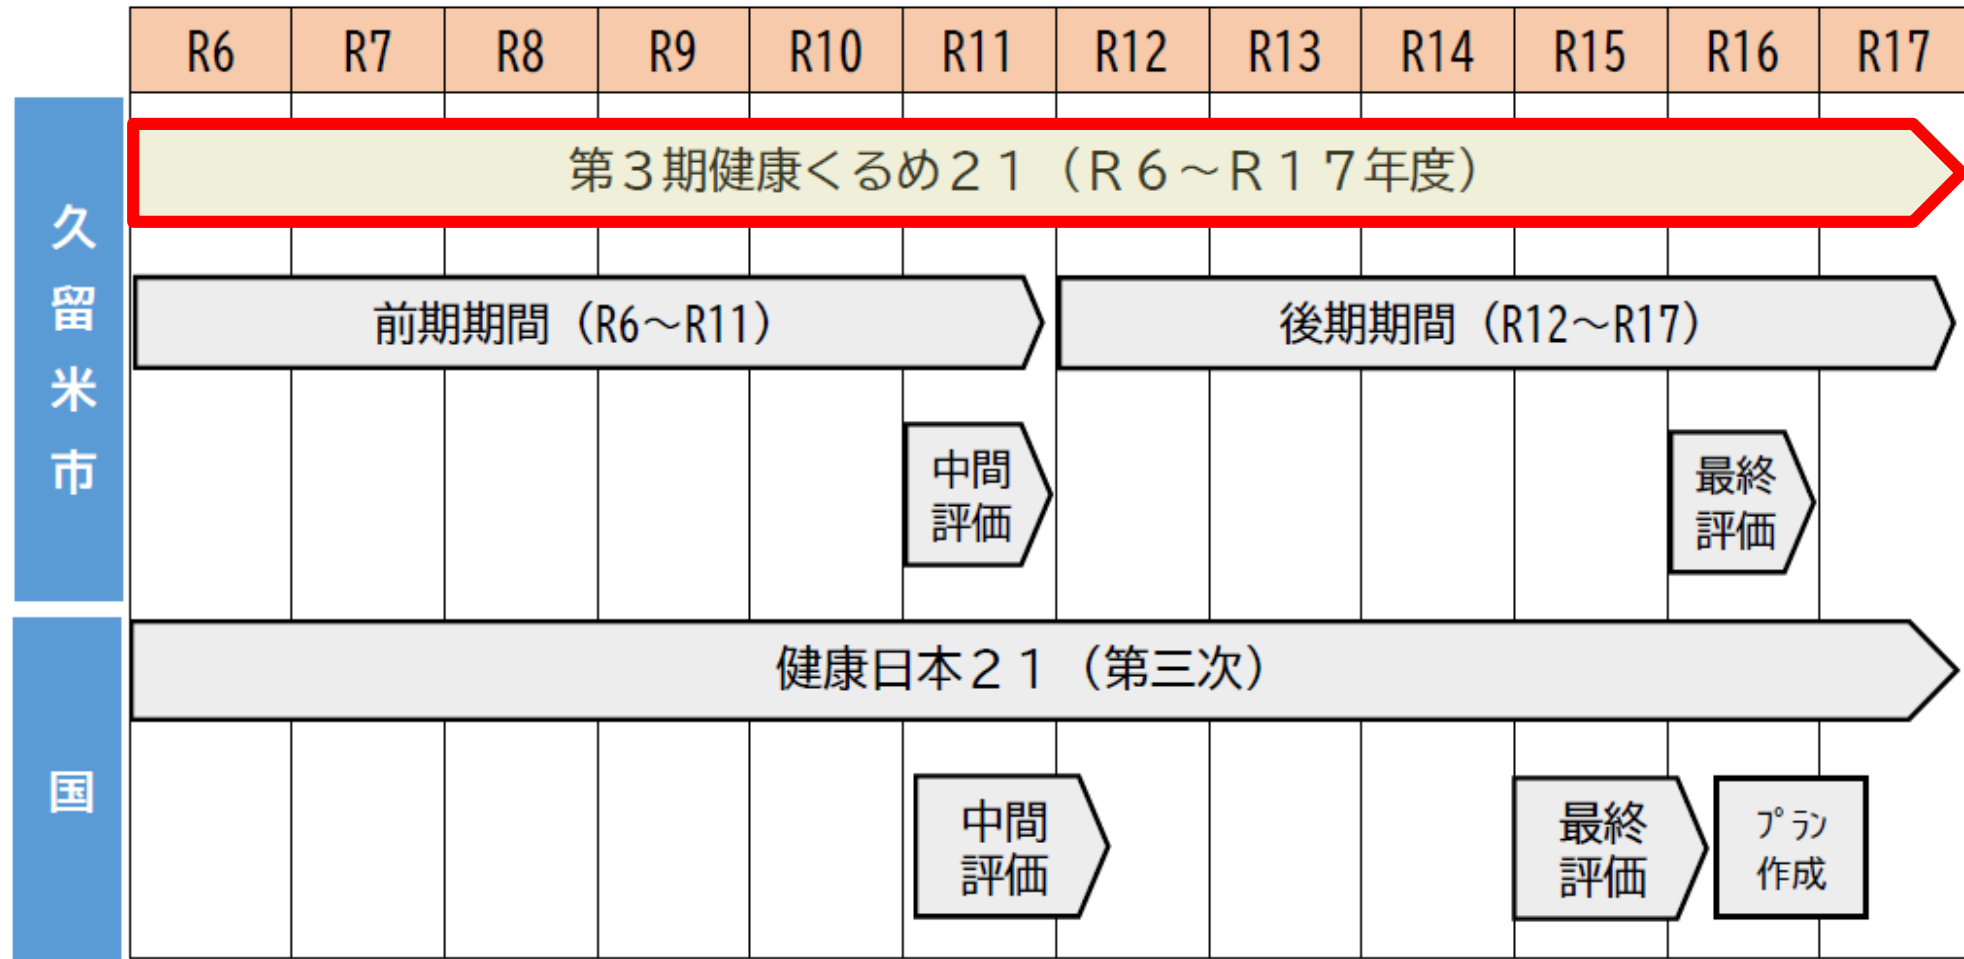 R6 R7 R8 R9 R10 R11 R12 R13 R14 R15 R16 R17
久留米市
第３期健康くるめ２１（Ｒ６～Ｒ１７年度）
前期期間（R6～R11） 後期期間（R12～R17）
中間
評価
最終
評価
国
健康日本２１（第三次）
中間
評価
最終
評価
ﾌﾟﾗﾝ
作成